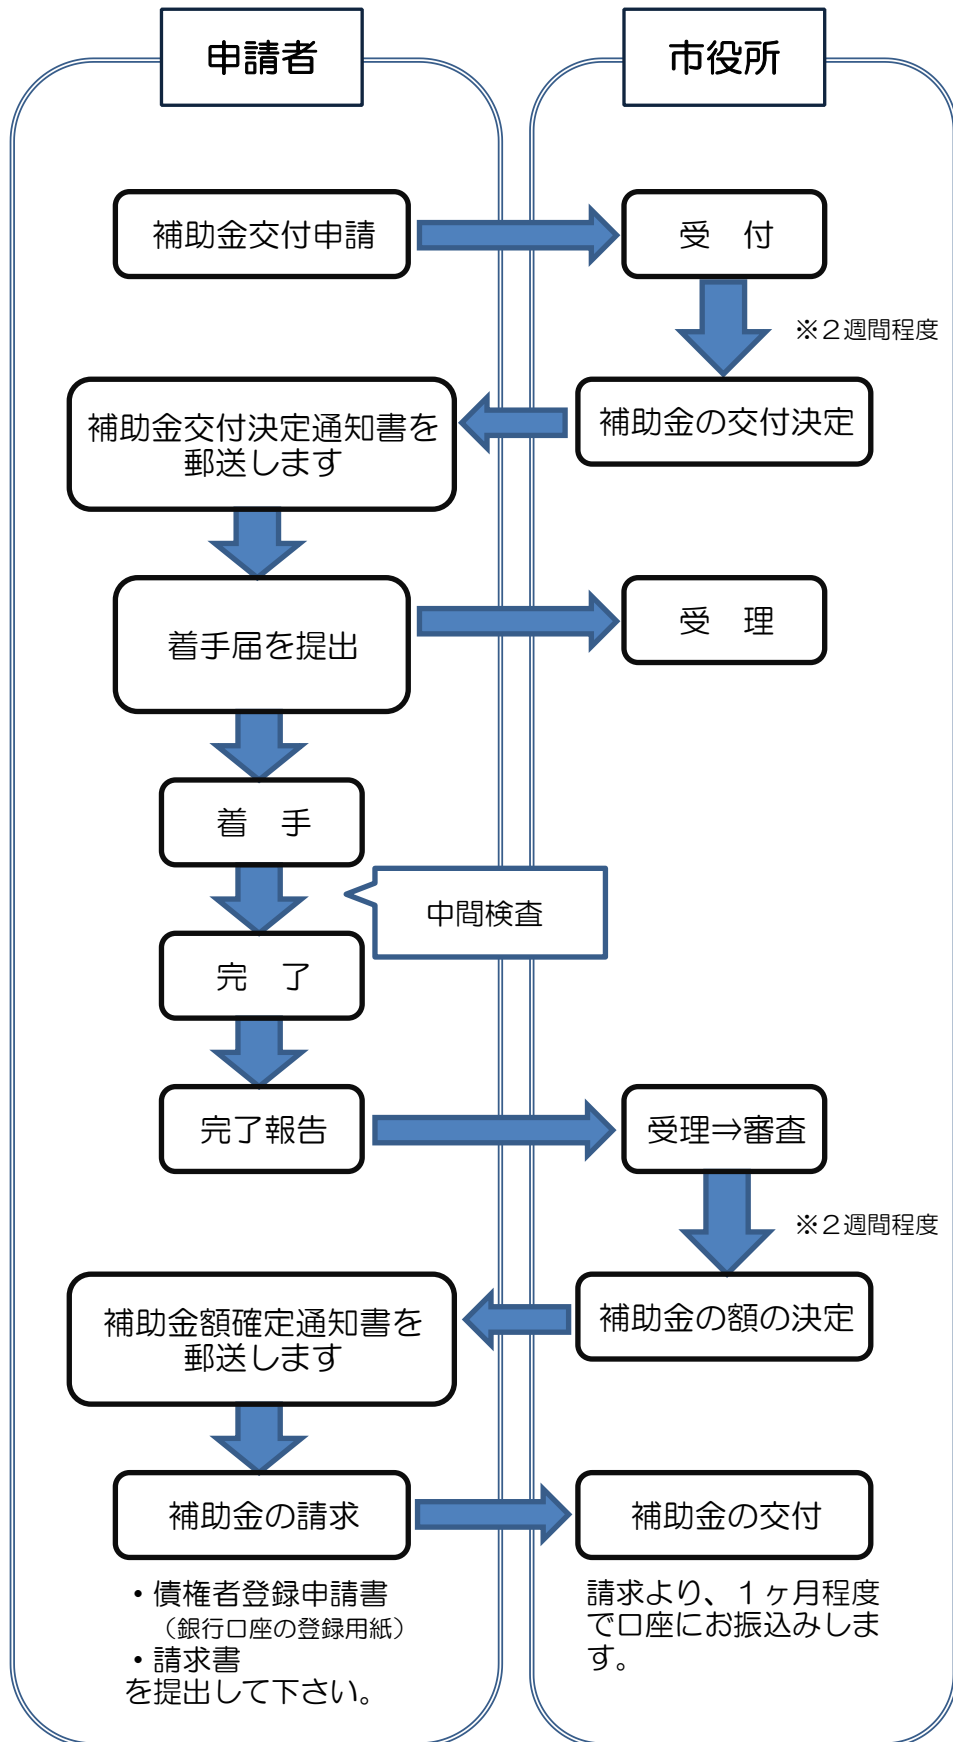 申請者
市役所
補助金交付申請
受　付
※２週間程度
補助金の交付決定
補助金交付決定通知書を
郵送します
着手届を提出
受　理
着　手
中間検査
完　了
完了報告
受理⇒審査
※２週間程度
補助金の額の決定
補助金額確定通知書を
郵送します
補助金の請求
補助金の交付
・債権者登録申請書
（銀行口座の登録用紙）
・請求書
を提出して下さい。
請求より、１ヶ月程度
で口座にお振込みしま
す。